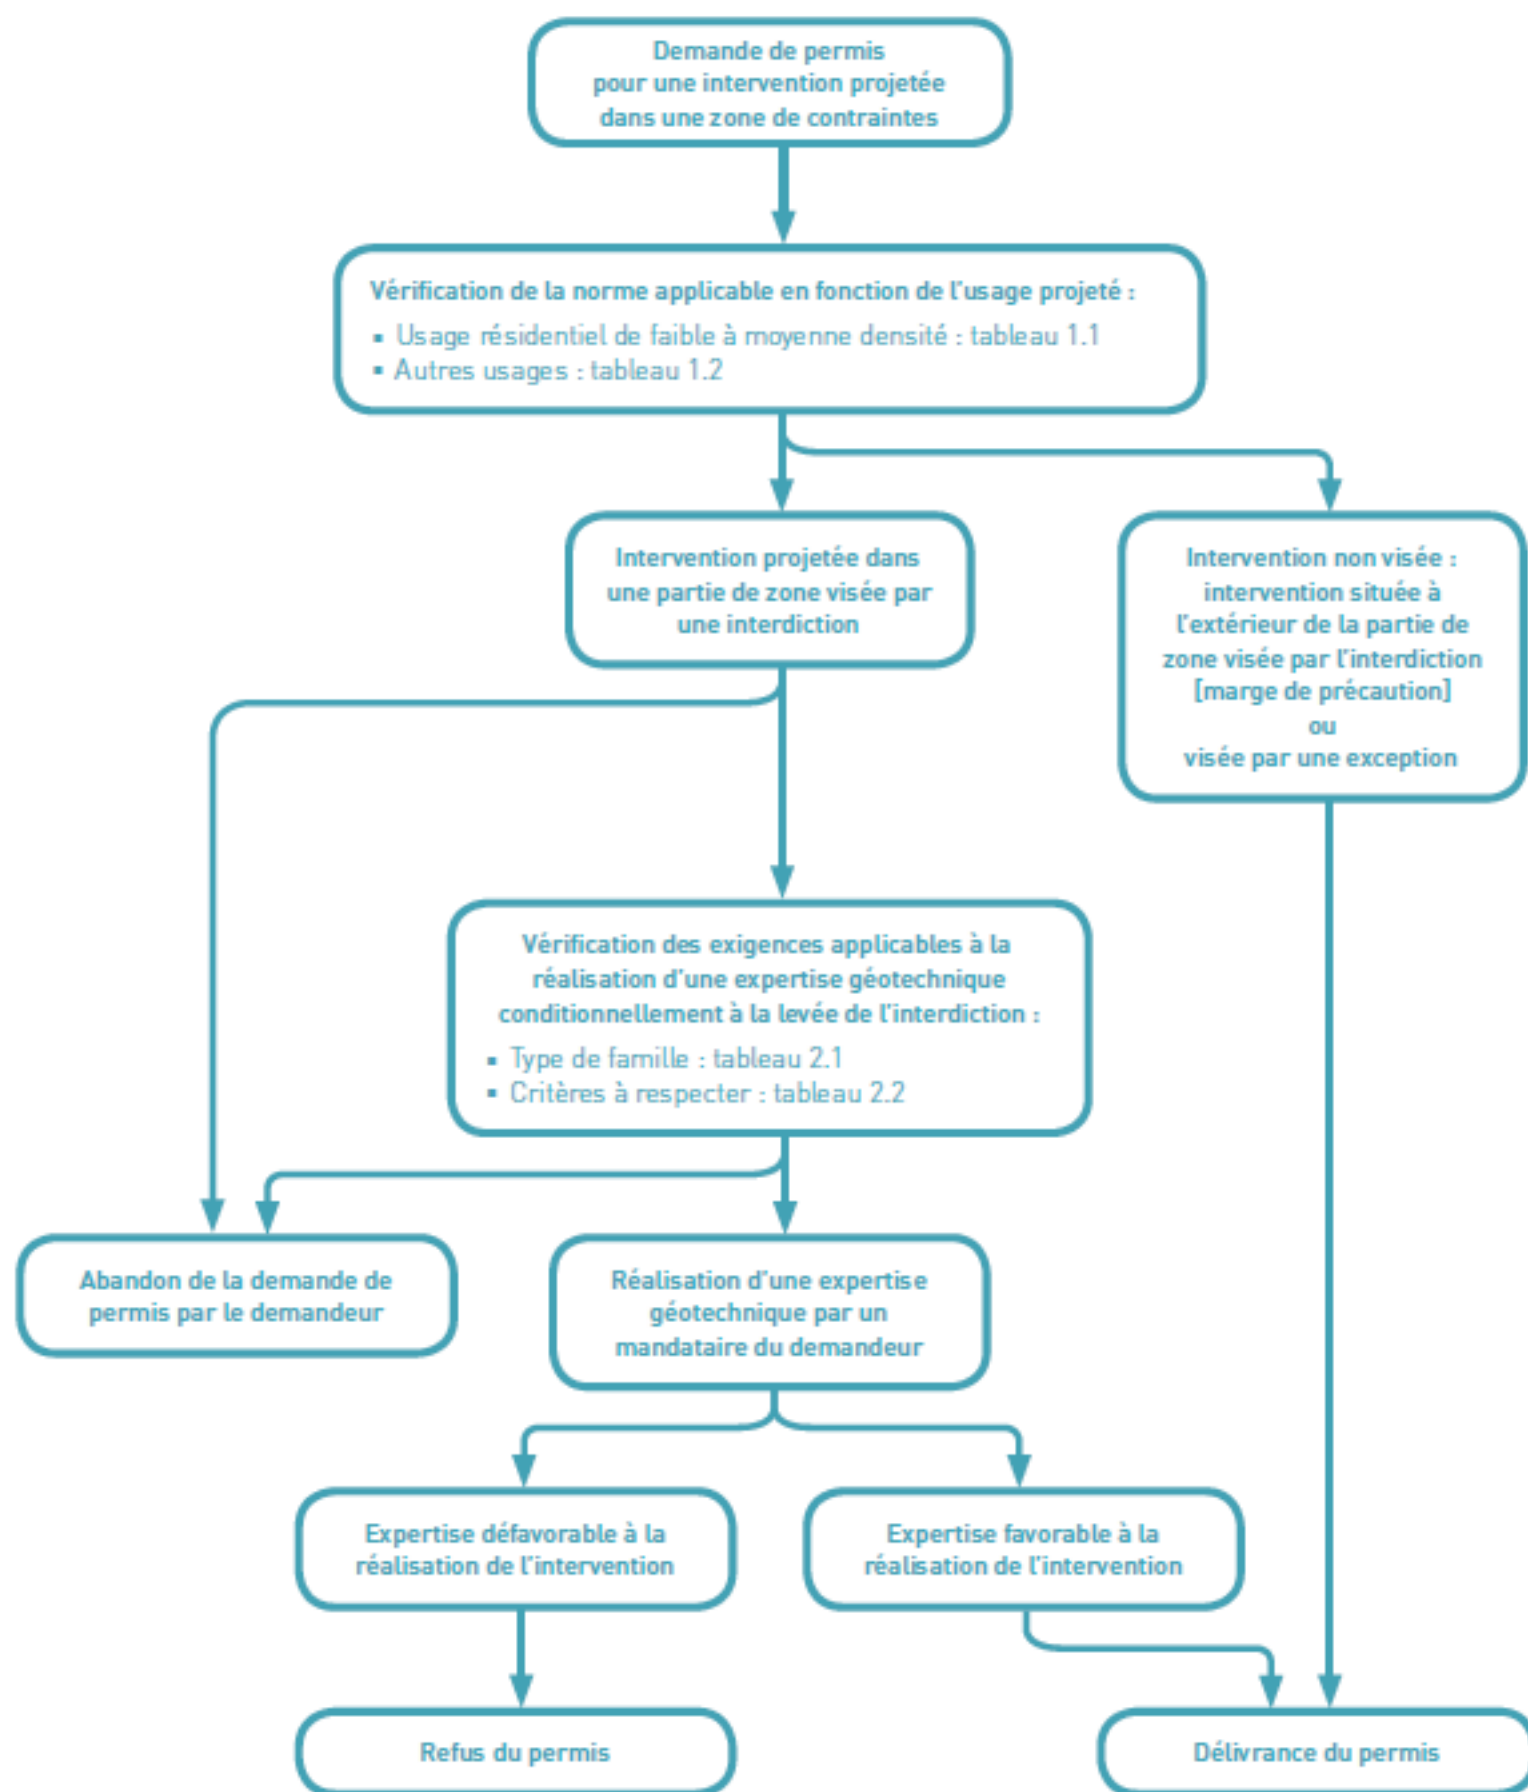 Demande de permis
pour une intervention projetée
dans une zone de contraintes
Vérification de la norme applicable en fonction de l'usage projeté :
▪ Usage résidentiel de faible à moyenne densité : tableau 1.1
▪ Autres usages : tableau 1.2
Intervention projetée dans
une partie de zone visée par
une interdiction
Intervention non visée :
intervention située à
l'extérieur de la partie de
zone visée par l'interdiction
[marge de précaution]
ou
visée par une exception
Vérification des exigences applicables à la
réalisation d'une expertise géotechnique
conditionnellement à la levée de l'interdiction :
▪ Type de famille : tableau 2.1
▪ Critères à respecter : tableau 2.2
Abandon de la demande de
permis par le demandeur
Réalisation d'une expertise
géotechnique par un
mandataire du demandeur
Expertise défavorable à la
réalisation de l'intervention
Expertise favorable à la
réalisation de l'intervention
Refus du permis
Délivrance du permis